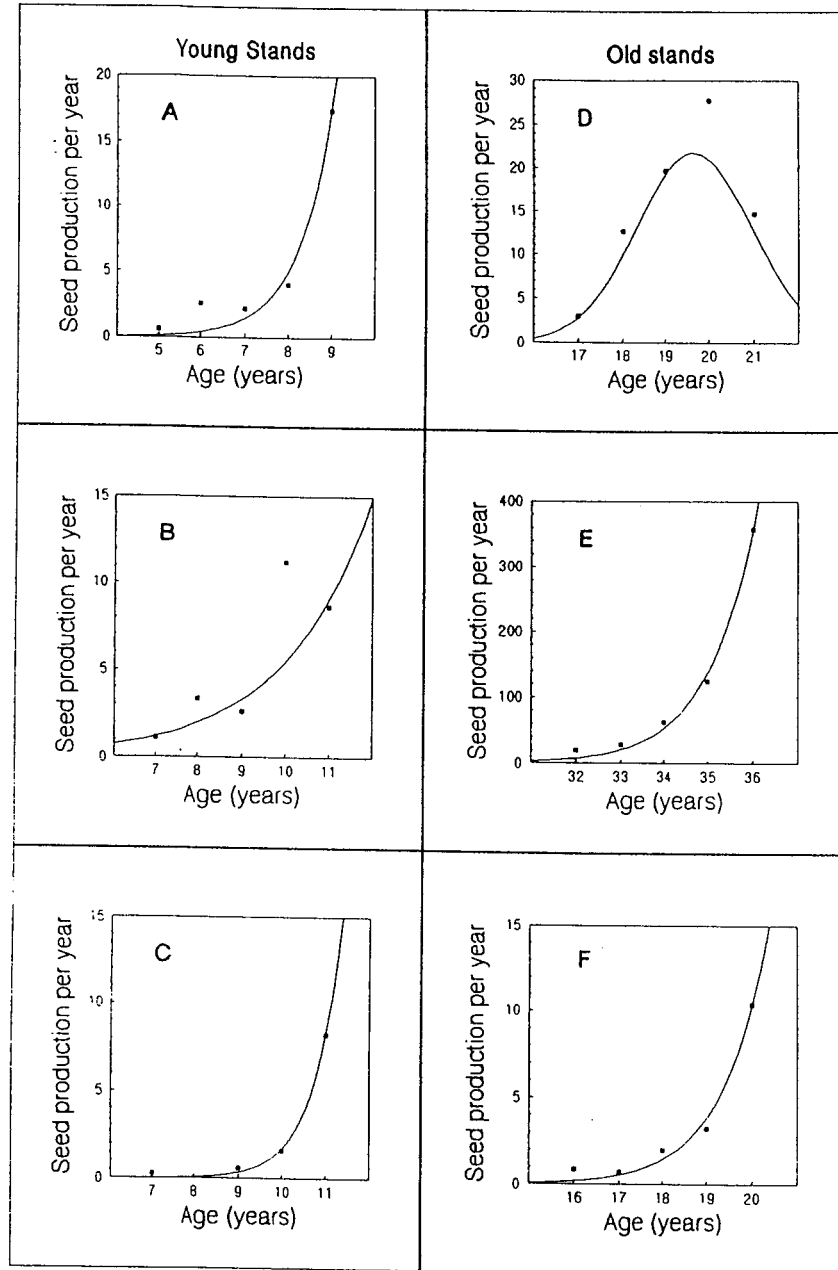 Young Stands
Old stands
A
Seed production per year
20
15
10
5
0
5 6 7 8 9
Age (years)
D
Seed production per year
30
25
20
15
10
5
0
17 18 19 20 21
Age (years)
B
Seed production per year
15
10
5
0
7 8 9 10 11
Age (years)
E
Seed production per year
400
300
200
100
0
32 33 34 35 36
Age (years)
C
Seed production per year
15
10
5
0
7 8 9 10 11
Age (years)
F
Seed production per year
15
10
5
0
16 17 18 19 20
Age (years)